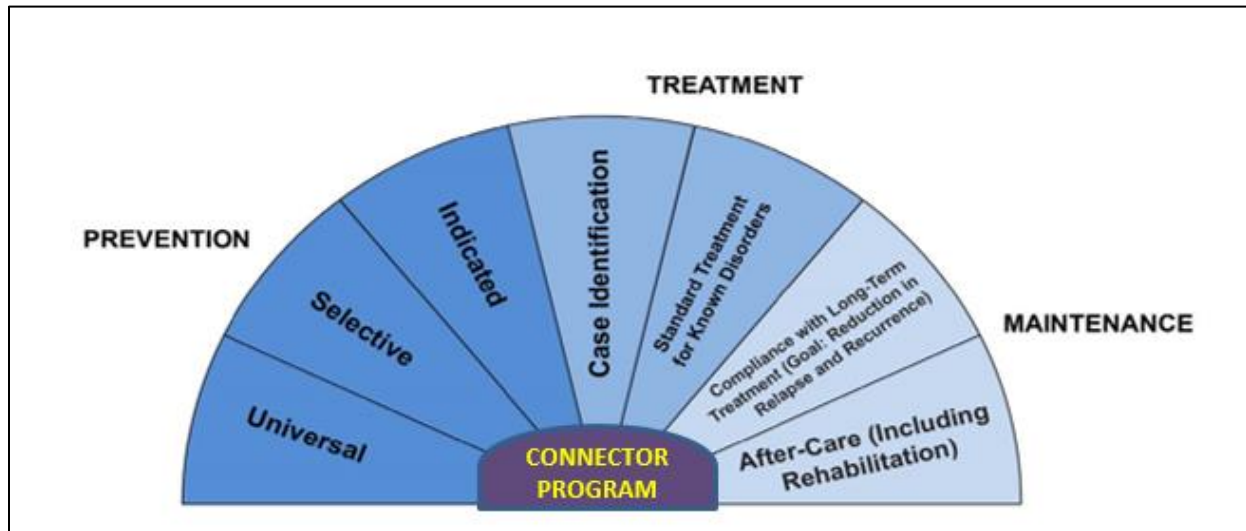 TREATMENT
PREVENTION
MAINTENANCE
Universal
Selective
Indicated
Case Identification
Standard Treatment
for Known Disorders
Compliance with Long-Term
Treatment (Goal: Reduction in
Relapse and Recurrence)
After-Care (Including
Rehabilitation)
CONNECTOR
PROGRAM